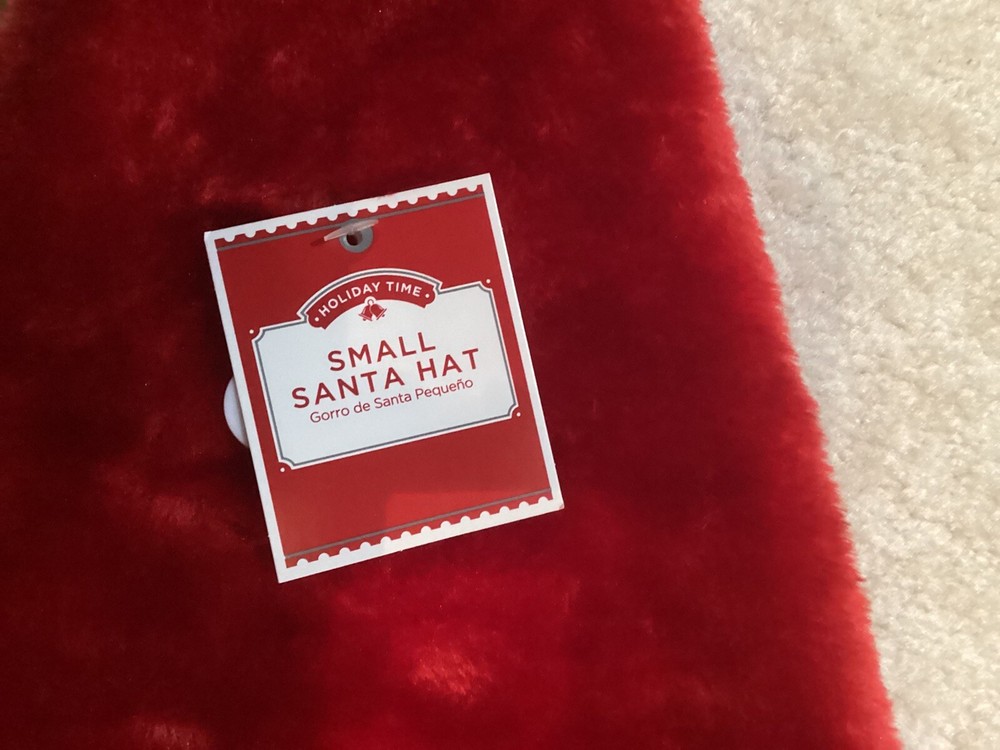 HOLIDAY TIME
SMALL
SANTA HAT
Gorro de Santa Pequeño